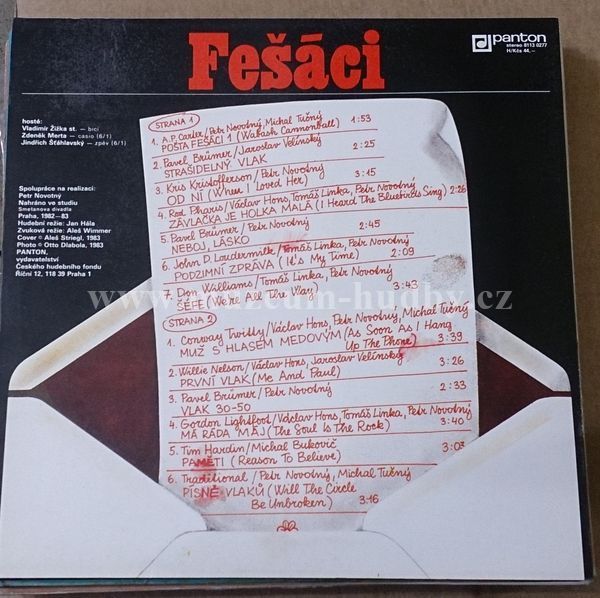 Fešáci
panton
stereo 8113 0277
H/Kčs 44,—
hosté:
Vladimír Žižka st. — bicí
Zdeněk Merta — casio (6/1)
Jindřich Šťáhlavský — zpěv (6/1)
Spolupráce na realizaci:
Petr Novotný
Nahráno ve studiu
Smetanova divadla
Praha, 1982—83
Hudební režie: Jan Hála
Zvuková režie: Aleš Wimmer
Cover © Aleš Striegl, 1983
Photo © Otto Dlabola, 1983
PANTON,
vydavatelství
Českého hudebního fondu
Říční 12, 118 39 Praha 1
STRANA 1
1. A. P. Carter/Petr Novotný, Michal Tučný
POŠTA FEŠÁCI 1 (Wabash Cannonball) 1:53
2. Pavel Brümer/Jaroslav Velinský
STRAŠIDELNÝ VLAK 2:25
3. Kris Kristofferson/Petr Novotný
OD NÍ (When I Loved Her) 3:15
4. Rod Pharis/Václav Hons, Tomáš Linka, Petr Novotný
ZÁVLAČKA JE HOLKA MALÁ (I Heard The Bluebirds Sing) 2:26
5. Pavel Brümer/Petr Novotný
NEBOJ, LÁSKO 2:45
6. John D. Loudermilk/Tomáš Linka, Petr Novotný
PODZIMNÍ ZPRÁVA (It's My Time) 2:09
7. Don Williams/Tomáš Linka, Petr Novotný
ŠÉFE (We're All The Way) 3:43
STRANA 2
1. Conway Twitty/Václav Hons, Petr Novotný, Michal Tučný
MUŽ S HLASEM MEDOVÝM (As Soon As I Hang
Up The Phone) 3:39
2. Willie Nelson/Václav Hons, Jaroslav Velinský
PRVNÍ VLAK (Me And Paul) 3:26
3. Pavel Brümer/Petr Novotný
VLAK 30-50 2:33
4. Gordon Lightfoot/Václav Hons, Tomáš Linka, Petr Novotný
MÁ RÁDA MÁJ (The Soul Is The Rock) 3:40
5. Tim Hardin/Michal Bukovič
PAMĚTI (Reason To Believe) 3:07
6. Traditional/Petr Novotný, Michal Tučný
PÍSNĚ VLAKŮ (Will The Circle
Be Unbroken) 3:16
www.muzeum-hudby.cz